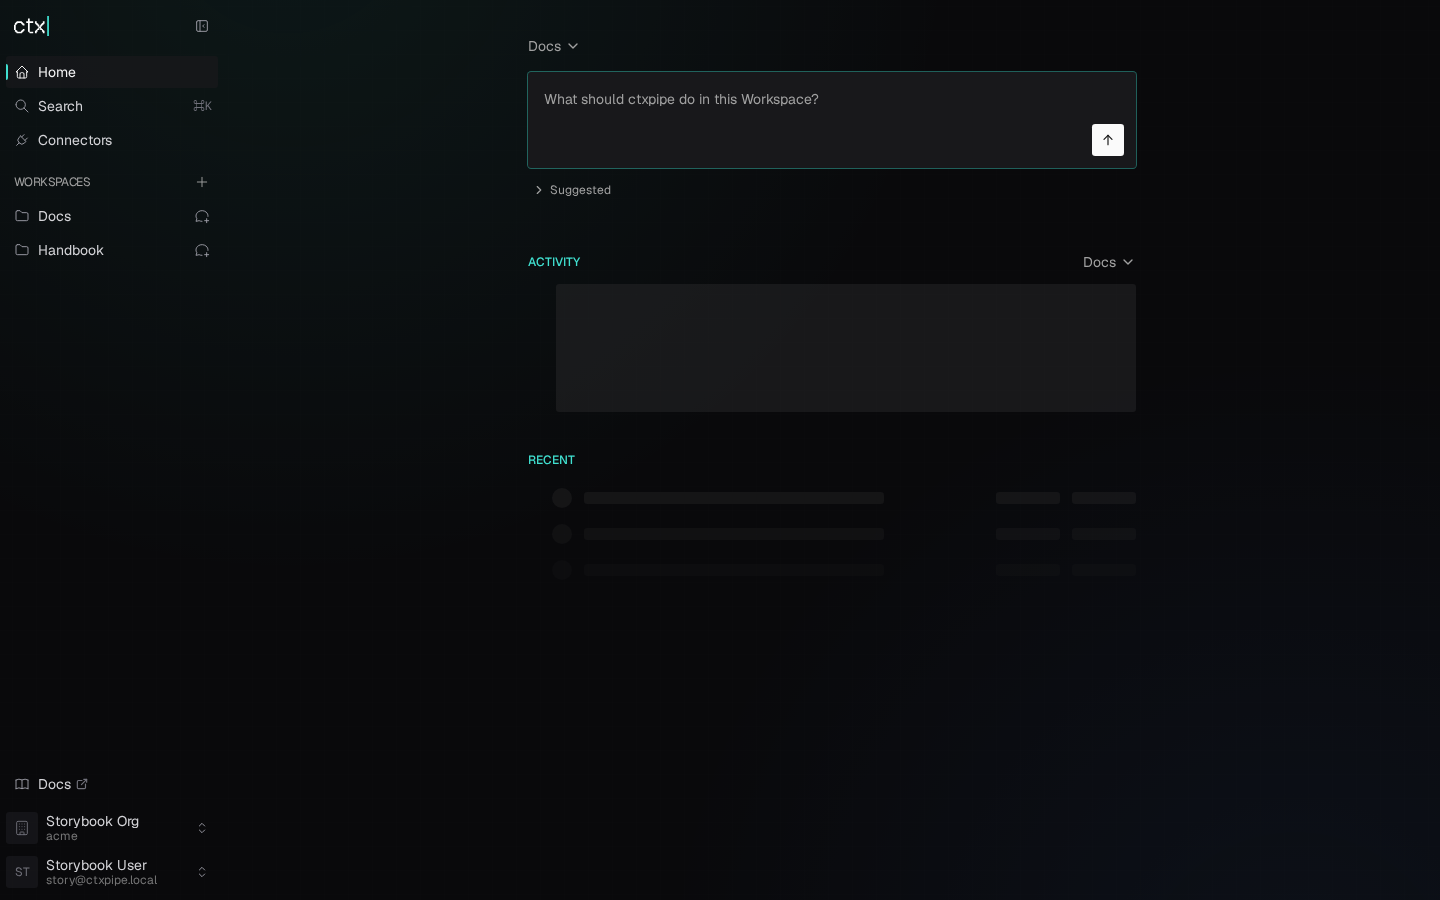 ctx
Home
Search ⌘K
Connectors
WORKSPACES
Docs
Handbook
Docs
Storybook Org
acme
ST
Storybook User
story@ctxpipe.local
Docs
What should ctxpipe do in this Workspace?
Suggested
ACTIVITY
Docs
RECENT